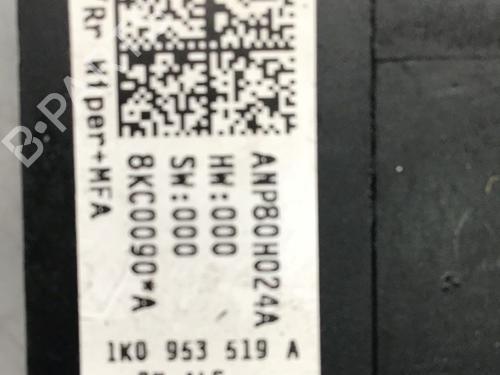 Rr Wiper+MFA
ANP80H024A
HW:000
SW:000
8KC0090*A
1K0 953 519 A